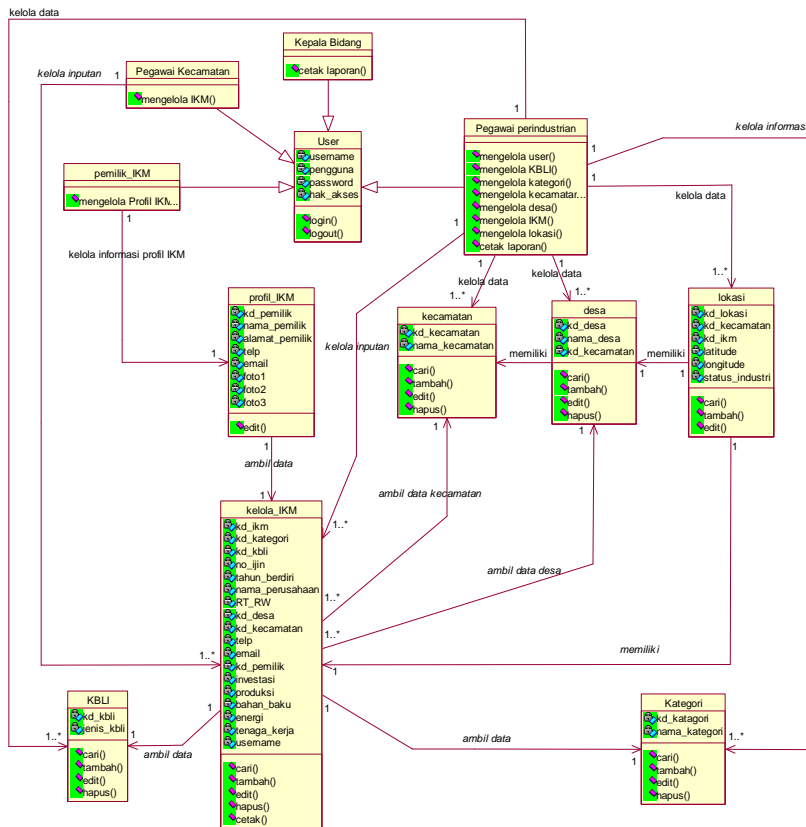 kelola data
Kepala Bidang
cetak laporan()
Pegawai Kecamatan
mengelola IKM()
kelola inputan
1
1
User
username
pengguna
password
hak_akses
login()
logout()
Pegawai perindustrian
mengelola user()
mengelola KBLI()
mengelola kategori()
mengelola kecamatar...
mengelola desa()
mengelola IKM()
mengelola lokasi()
cetak laporan()
kelola informasi
1
1
kelola data
1..*
pemilik_IKM
mengelola Profil IKM...
1
kelola informasi profil IKM
1
1
1
1
kelola data
kelola data
1..*
1..*
profil_IKM
kd_pemilik
nama_pemilik
alamat_pemilik
telp
email
foto1
foto2
foto3
edit()
1
ambil data
1
kelola inputan
1..*
kecamatan
kd_kecamatan
nama_kecamatan
cari()
tambah()
edit()
hapus()
1
memiliki
1
1
desa
kd_desa
nama_desa
kd_kecamatan
cari()
tambah()
edit()
hapus()
1
memiliki
1
1
lokasi
kd_lokasi
kd_kecamatan
kd_ikm
latitude
longitude
status_industri
cari()
tambah()
edit()
1
ambil data kecamatan
1..*
ambil data desa
1..*
memiliki
1
kelola_IKM
kd_ikm
kd_kategori
kd_kbli
no_ijin
tahun_berdiri
nama_perusahaan
RT_RW
kd_desa
kd_kecamatan
telp
email
kd_pemilik
investasi
produksi
bahan_baku
energi
tenaga_kerja
username
cari()
tambah()
edit()
hapus()
cetak()
1..*
1
1
KBLI
kd_kbli
jenis_kbli
cari()
tambah()
edit()
hapus()
1..*
1
ambil data
ambil data
1
1..*
Kategori
kd_katagori
nama_kategori
cari()
tambah()
edit()
hapus()